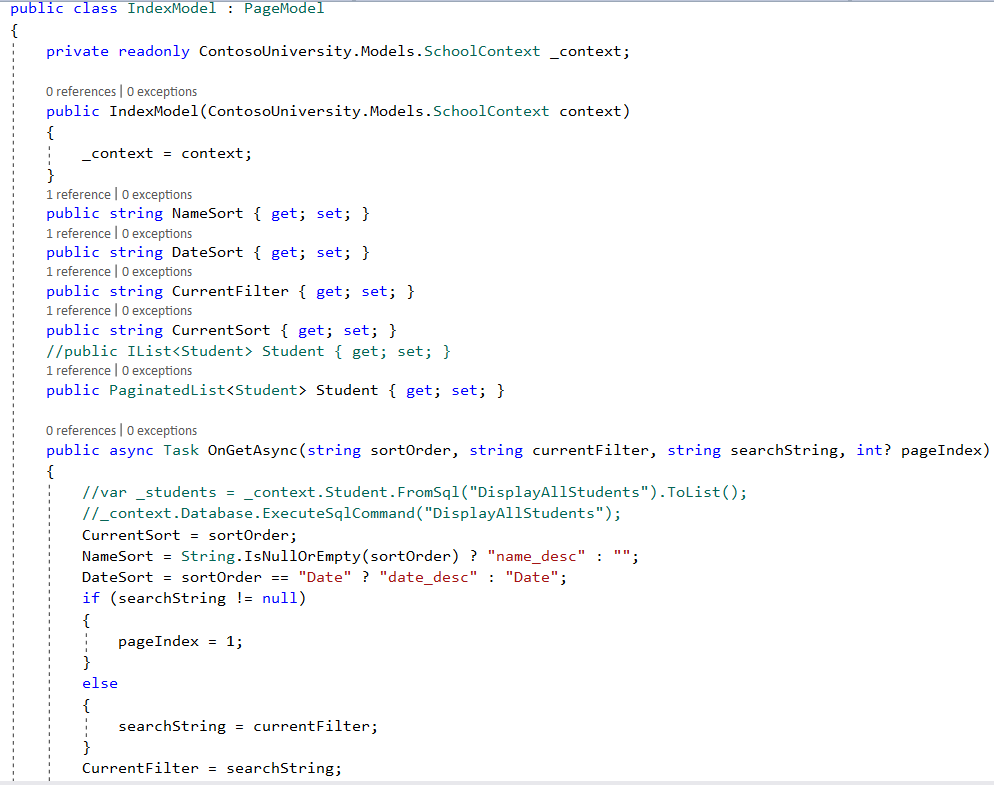 public class IndexModel : PageModel
{
private readonly ContosoUniversity.Models.SchoolContext _context;
0 references | 0 exceptions
public IndexModel(ContosoUniversity.Models.SchoolContext context)
{
_context = context;
}
1 reference | 0 exceptions
public string NameSort { get; set; }
1 reference | 0 exceptions
public string DateSort { get; set; }
1 reference | 0 exceptions
public string CurrentFilter { get; set; }
1 reference | 0 exceptions
public string CurrentSort { get; set; }
//public IList<Student> Student { get; set; }
1 reference | 0 exceptions
public PaginatedList<Student> Student { get; set; }
0 references | 0 exceptions
public async Task OnGetAsync(string sortOrder, string currentFilter, string searchString, int? pageIndex)
{
//var _students = _context.Student.FromSql("DisplayAllStudents").ToList();
//_context.Database.ExecuteSqlCommand("DisplayAllStudents");
CurrentSort = sortOrder;
NameSort = String.IsNullOrEmpty(sortOrder) ? "name_desc" : "";
DateSort = sortOrder == "Date" ? "date_desc" : "Date";
if (searchString != null)
{
pageIndex = 1;
}
else
{
searchString = currentFilter;
}
CurrentFilter = searchString;